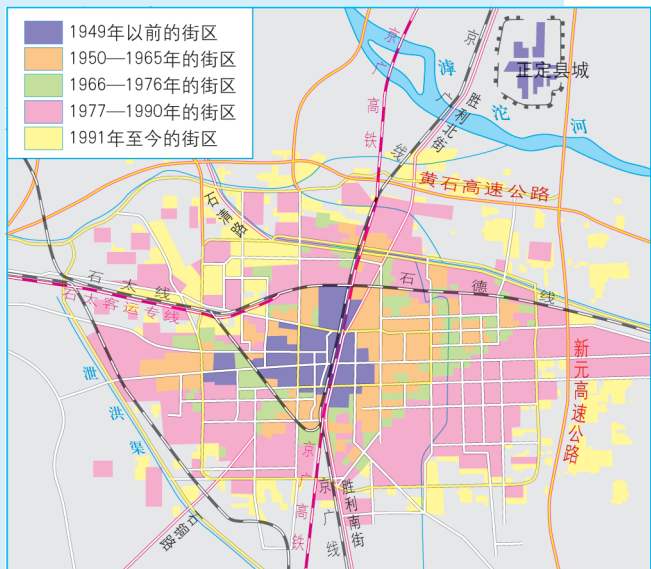 1949年以前的街区
1950—1965年的街区
1966—1976年的街区
1977—1990年的街区
1991年至今的街区
京广高铁
京广线
滹沱河
正定县城
胜利北街
黄石高速公路
石青路
石太线
石太客运专线
石德线
新元高速公路
泄洪渠
石铜路
京广高铁
京广线
胜利南街